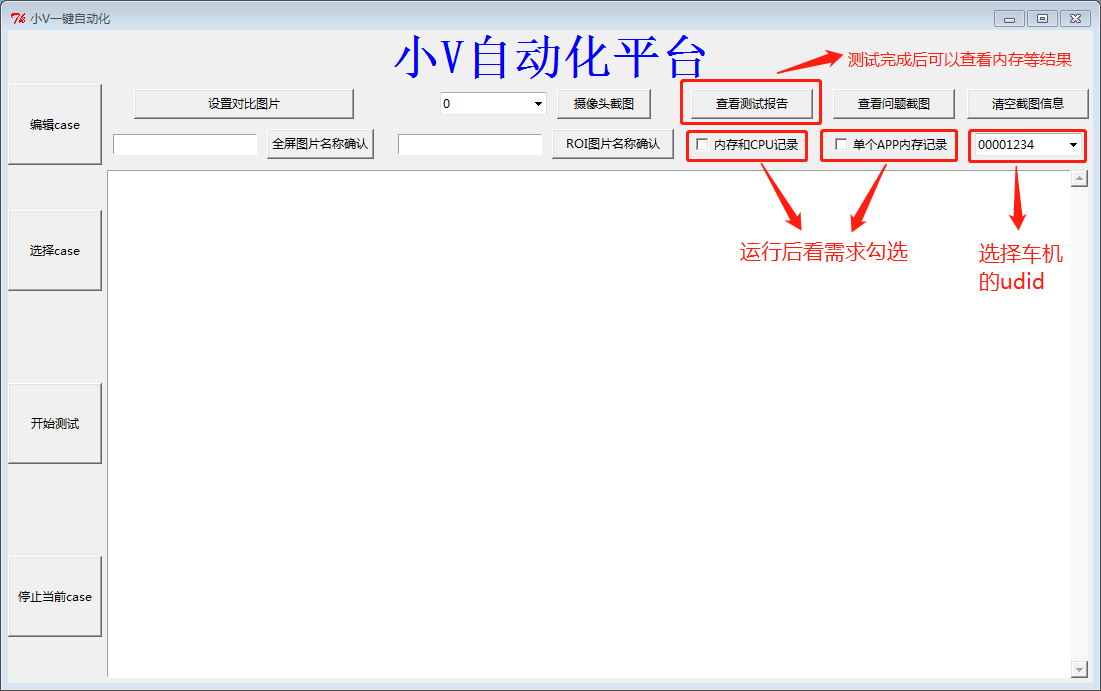 小V一键自动化
小V自动化平台
测试完成后可以查看内存等结果
设置对比图片
0
摄像头截图
查看测试报告
查看问题截图
清空截图信息
编辑case
全屏图片名称确认
ROI图片名称确认
内存和CPU记录
单个APP内存记录
00001234
运行后看需求勾选
选择车机
的udid
选择case
开始测试
停止当前case